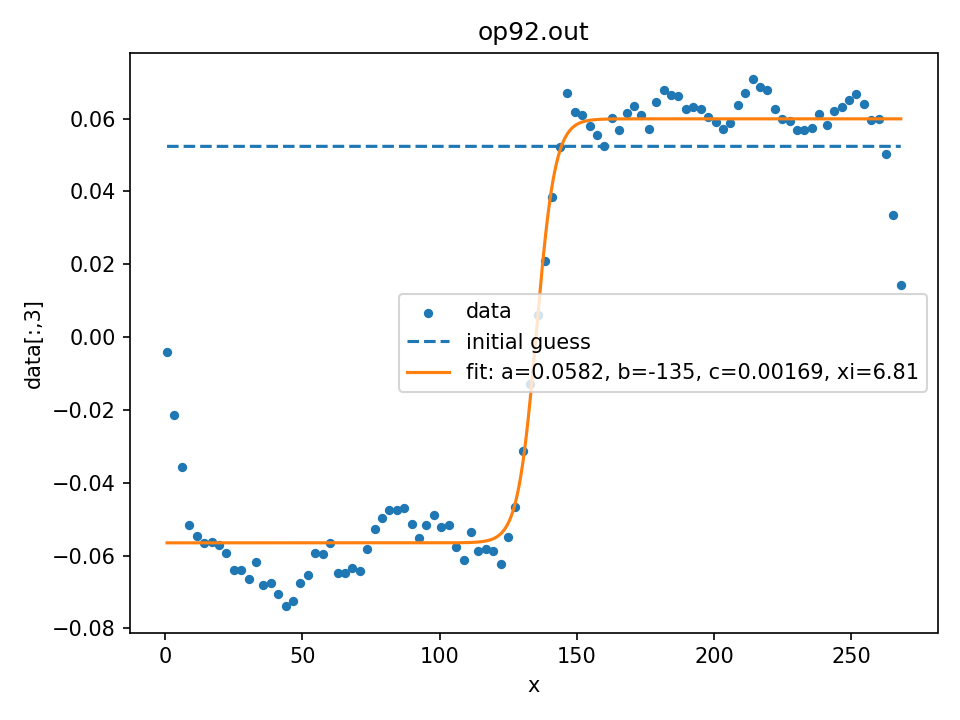 op92.out
0.06
0.04
0.02
0.00
−0.02
−0.04
−0.06
−0.08
data[:,3]
data
initial guess
fit: a=0.0582, b=-135, c=0.00169, xi=6.81
0 50 100 150 200 250
x